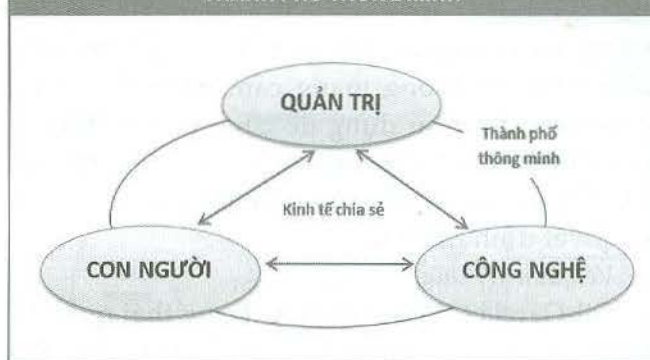 QUẢN TRỊ
Thành phố
thông minh
Kinh tế chia sẻ
CON NGƯỜI
CÔNG NGHỆ